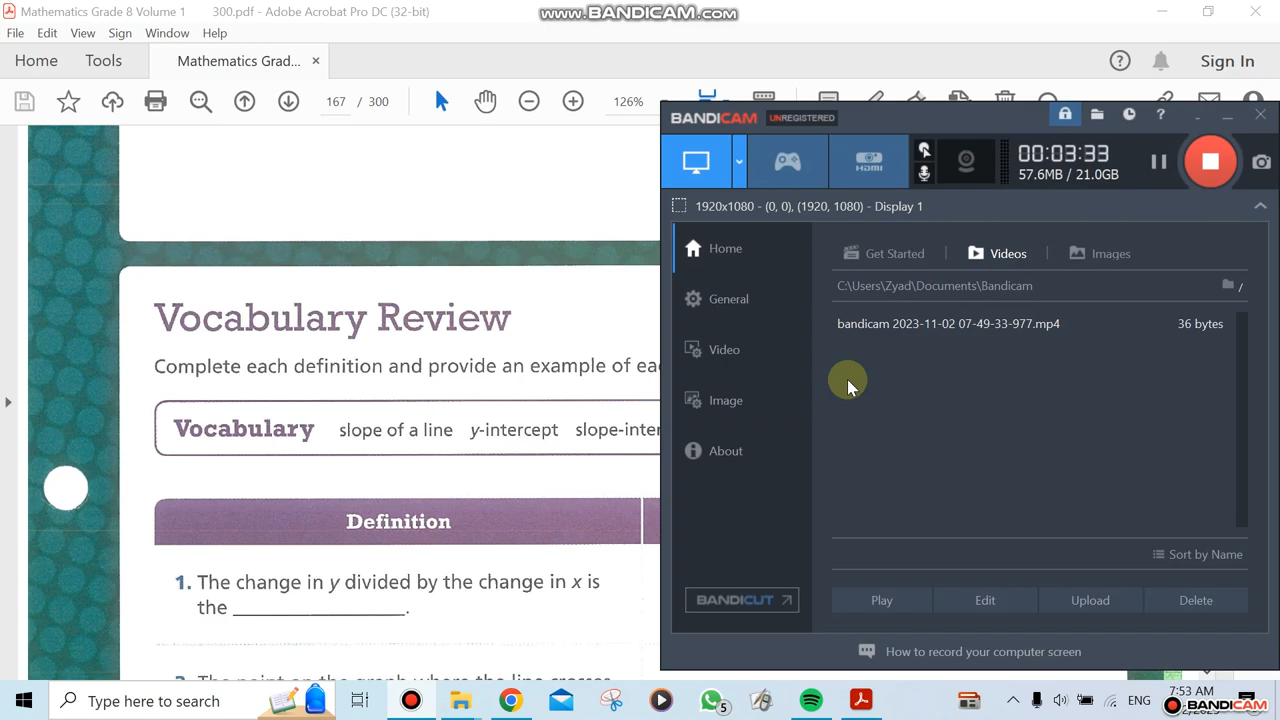 Mathematics Grade 8 Volume 1 300.pdf - Adobe Acrobat Pro DC (32-bit)
www.BANDICAM.com
File Edit View Sign Window Help
Home Tools Mathematics Grad... × Sign In
167 / 300 126%
BANDICAM UNREGISTERED
HDMI
00:03:33
57.6MB / 21.0GB
1920x1080 - (0, 0), (1920, 1080) - Display 1
Home
General
Video
Image
About
BANDICUT
Get Started Videos Images
C:\Users\Zyad\Documents\Bandicam
bandicam 2023-11-02 07-49-33-977.mp4 36 bytes
Sort by Name
Play Edit Upload Delete
How to record your computer screen
Vocabulary Review
Complete each definition and provide an example of
Vocabulary slope of a line y-intercept
Definition
1. The change in y divided by the change in x is
the ____________________.
Type here to search
5
ENG
7:53 AM
BANDICAM